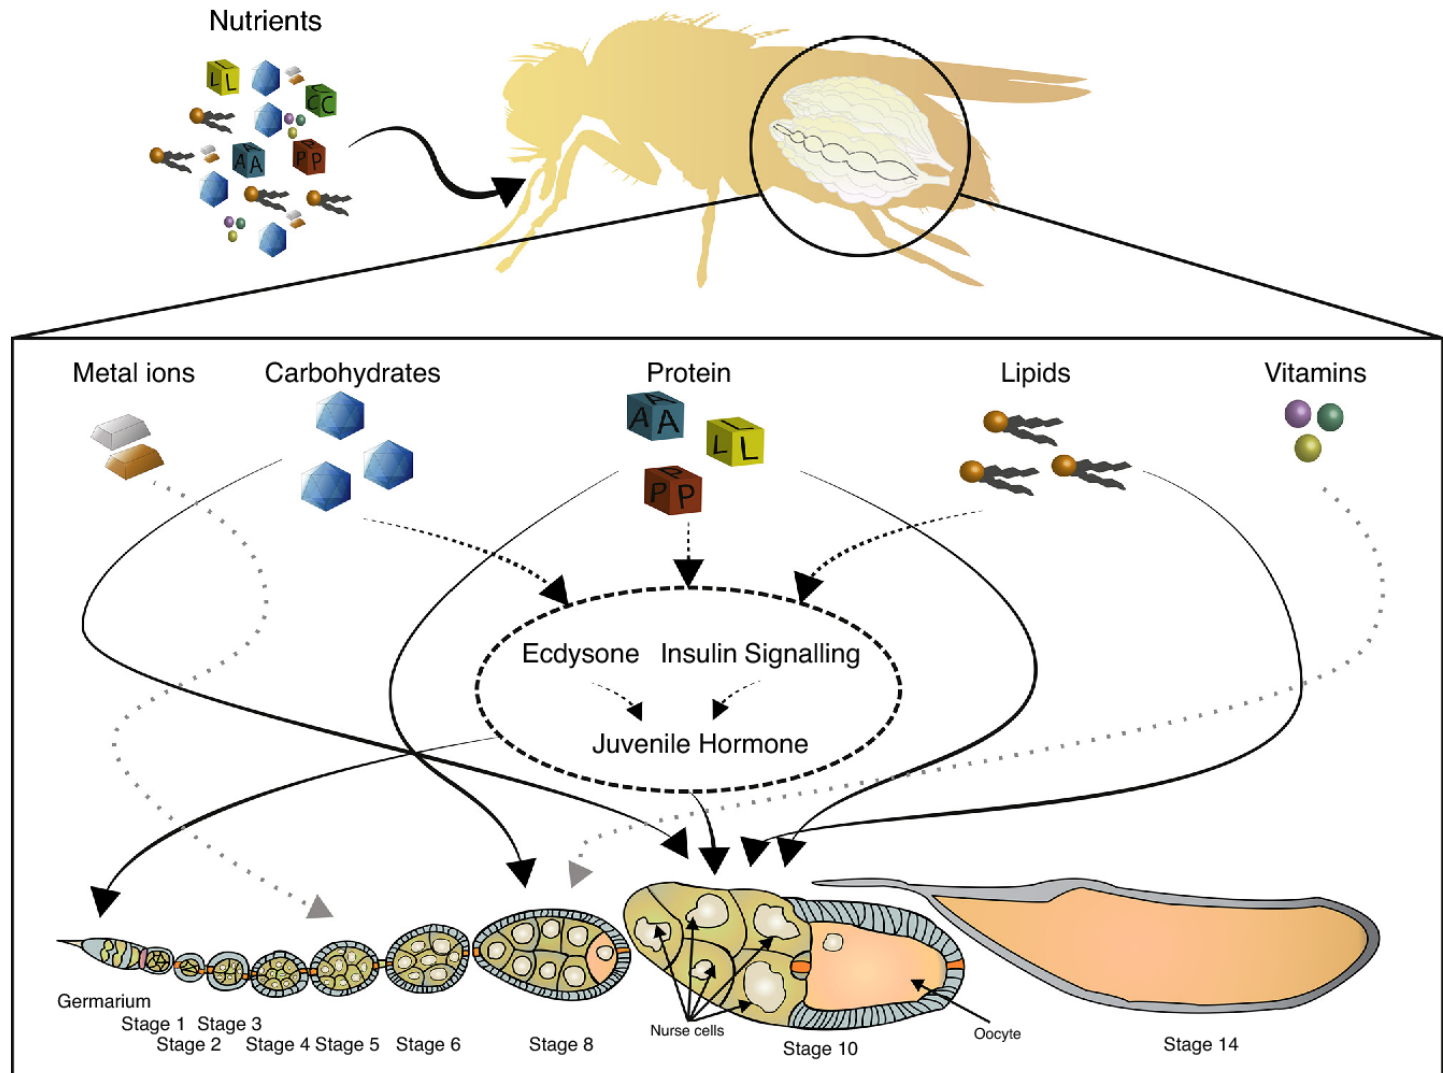 Nutrients
L L
C C C
A A A
P P P
Metal ions Carbohydrates Protein Lipids Vitamins
A A A
L L L
P P P
Ecdysone Insulin Signalling
Juvenile Hormone
Germarium
Stage 1 Stage 3
Stage 2 Stage 4 Stage 5 Stage 6 Stage 8 Stage 10 Stage 14
Nurse cells
Oocyte